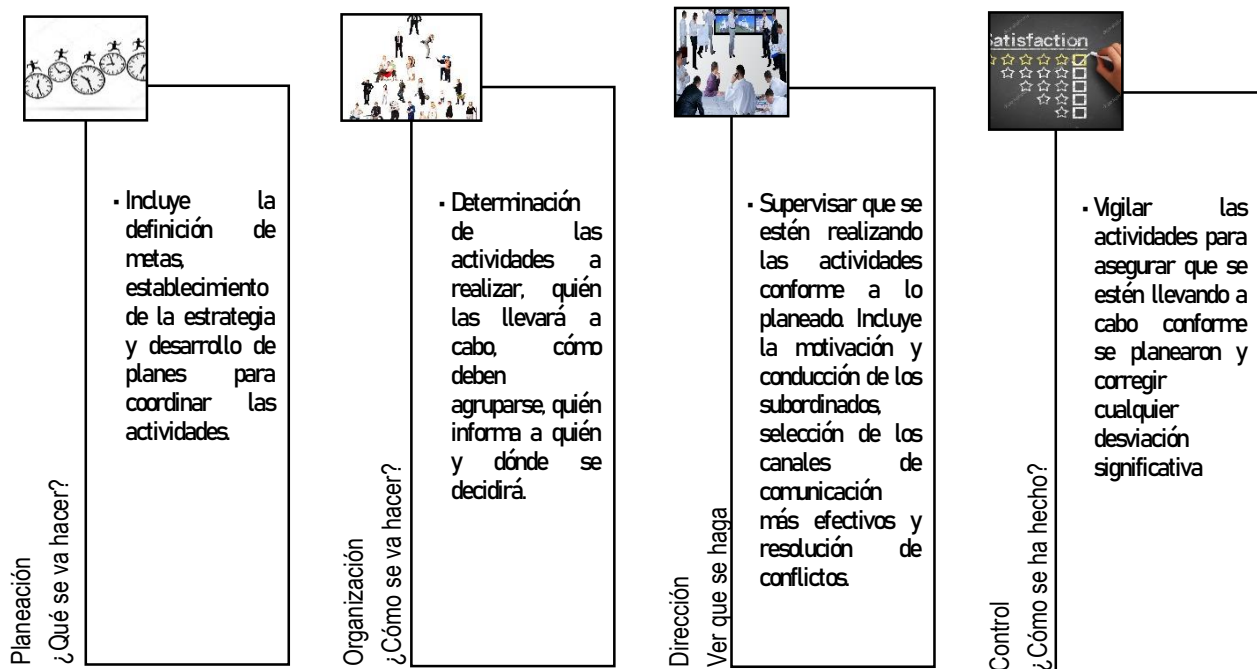 Planeación
¿Qué se va hacer?
▪ Incluye la
definición de
metas,
establecimiento
de la estrategia
y desarrollo de
planes para
coordinar las
actividades.
Organización
¿Cómo se va hacer?
▪ Determinación
de las
actividades a
realizar, quién
las llevará a
cabo, cómo
deben
agruparse, quién
informa a quién
y dónde se
decidirá.
Dirección
Ver que se haga
▪ Supervisar que se
estén realizando
las actividades
conforme a lo
planeado. Incluye
la motivación y
conducción de los
subordinados,
selección de los
canales de
comunicación
más efectivos y
resolución de
conflictos.
atisfaction
Control
¿Cómo se ha hecho?
▪ Vigilar las
actividades para
asegurar que se
estén llevando a
cabo conforme
se planearon y
corregir
cualquier
desviación
significativa